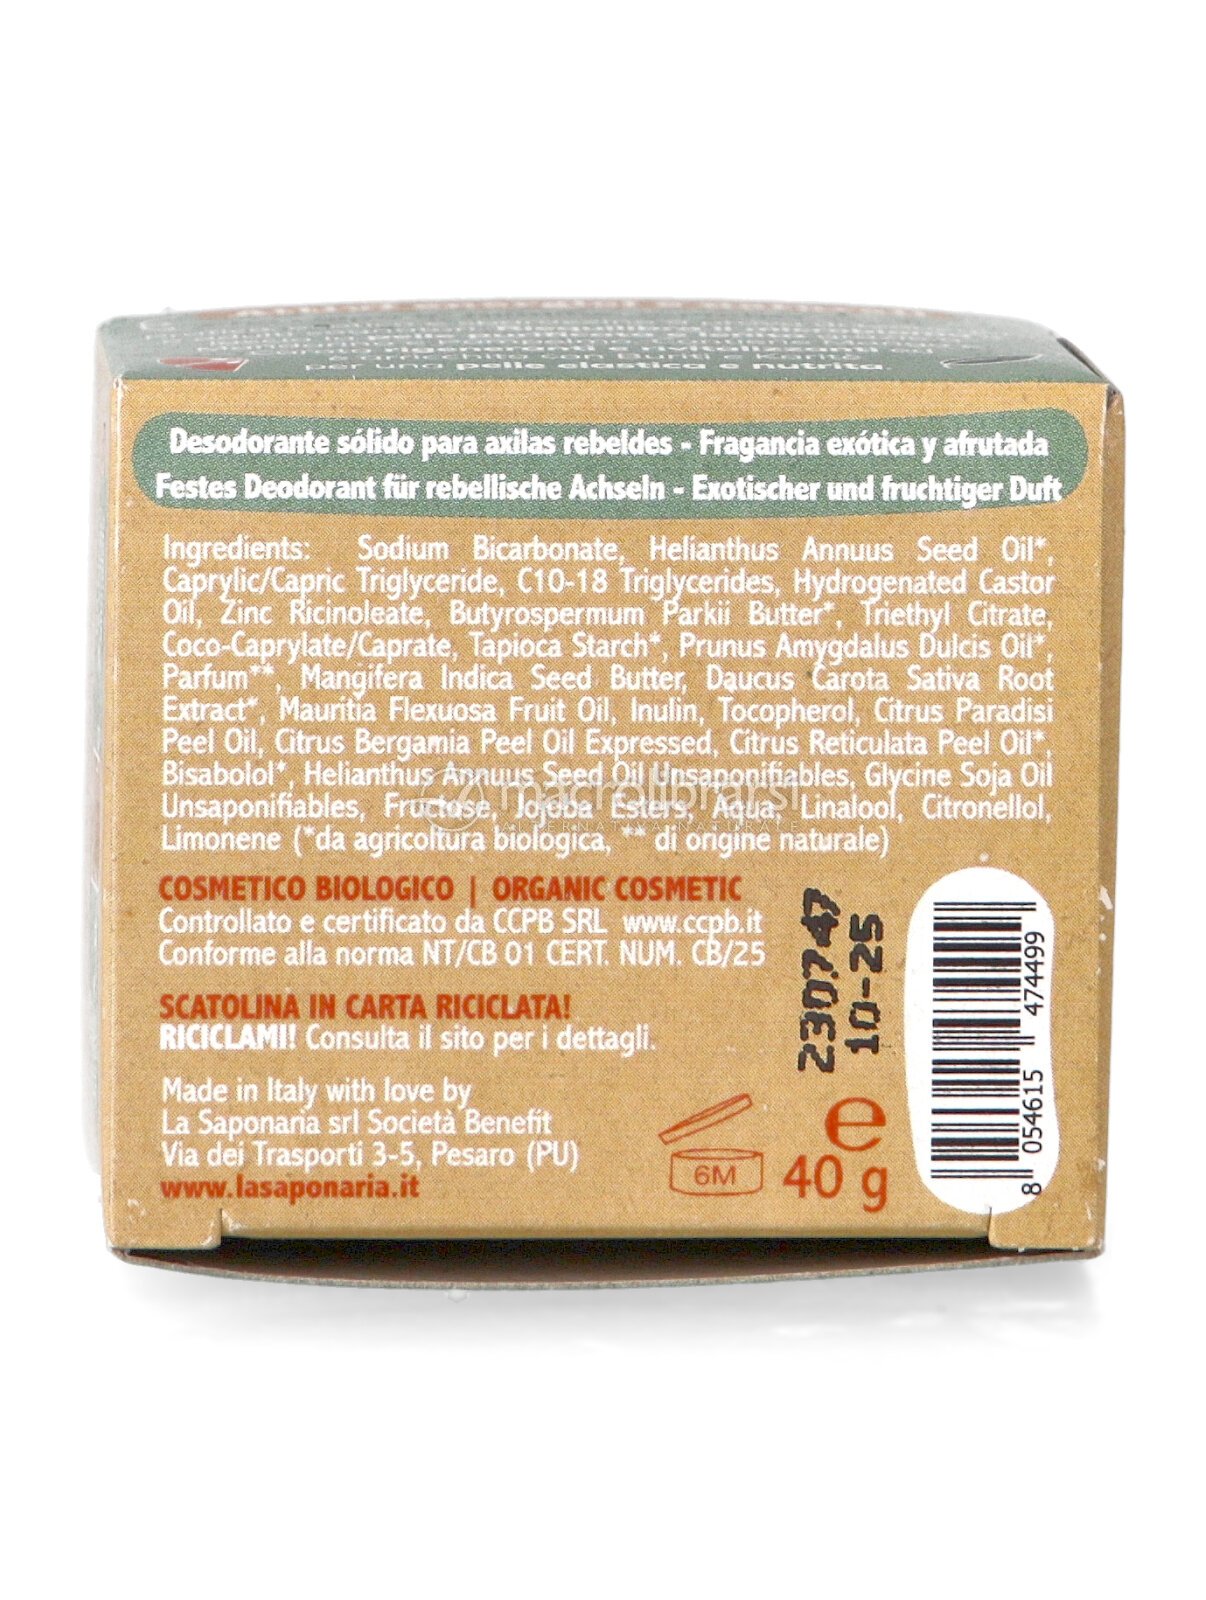 per una pelle elastica e nutrita
Desodorante sólido para axilas rebeldes - Fragancia exótica y afrutada
Festes Deodorant für rebellische Achseln - Exotischer und fruchtiger Duft
Ingredients: Sodium Bicarbonate, Helianthus Annuus Seed Oil*,
Caprylic/Capric Triglyceride, C10-18 Triglycerides, Hydrogenated Castor
Oil, Zinc Ricinoleate, Butyrospermum Parkii Butter*, Triethyl Citrate,
Coco-Caprylate/Caprate, Tapioca Starch*, Prunus Amygdalus Dulcis Oil*,
Parfum**, Mangifera Indica Seed Butter, Daucus Carota Sativa Root
Extract*, Mauritia Flexuosa Fruit Oil, Inulin, Tocopherol, Citrus Paradisi
Peel Oil, Citrus Bergamia Peel Oil Expressed, Citrus Reticulata Peel Oil*,
Bisabolol*, Helianthus Annuus Seed Oil Unsaponifiables, Glycine Soja Oil
Unsaponifiables, Fructose, Jojoba Esters, Aqua, Linalool, Citronellol,
Limonene (*da agricoltura biologica, ** di origine naturale)
macrolibrarsi
COSMETICO BIOLOGICO | ORGANIC COSMETIC
Controllato e certificato da CCPB SRL www.ccpb.it
Conforme alla norma NT/CB 01 CERT. NUM. CB/25
SCATOLINA IN CARTA RICICLATA!
RICICLAMI! Consulta il sito per i dettagli.
Made in Italy with love by
La Saponaria srl Società Benefit
Via dei Trasporti 3-5, Pesaro (PU)
www.lasaponaria.it
6M
e
40 g
230747
10-25
8 054615 474499